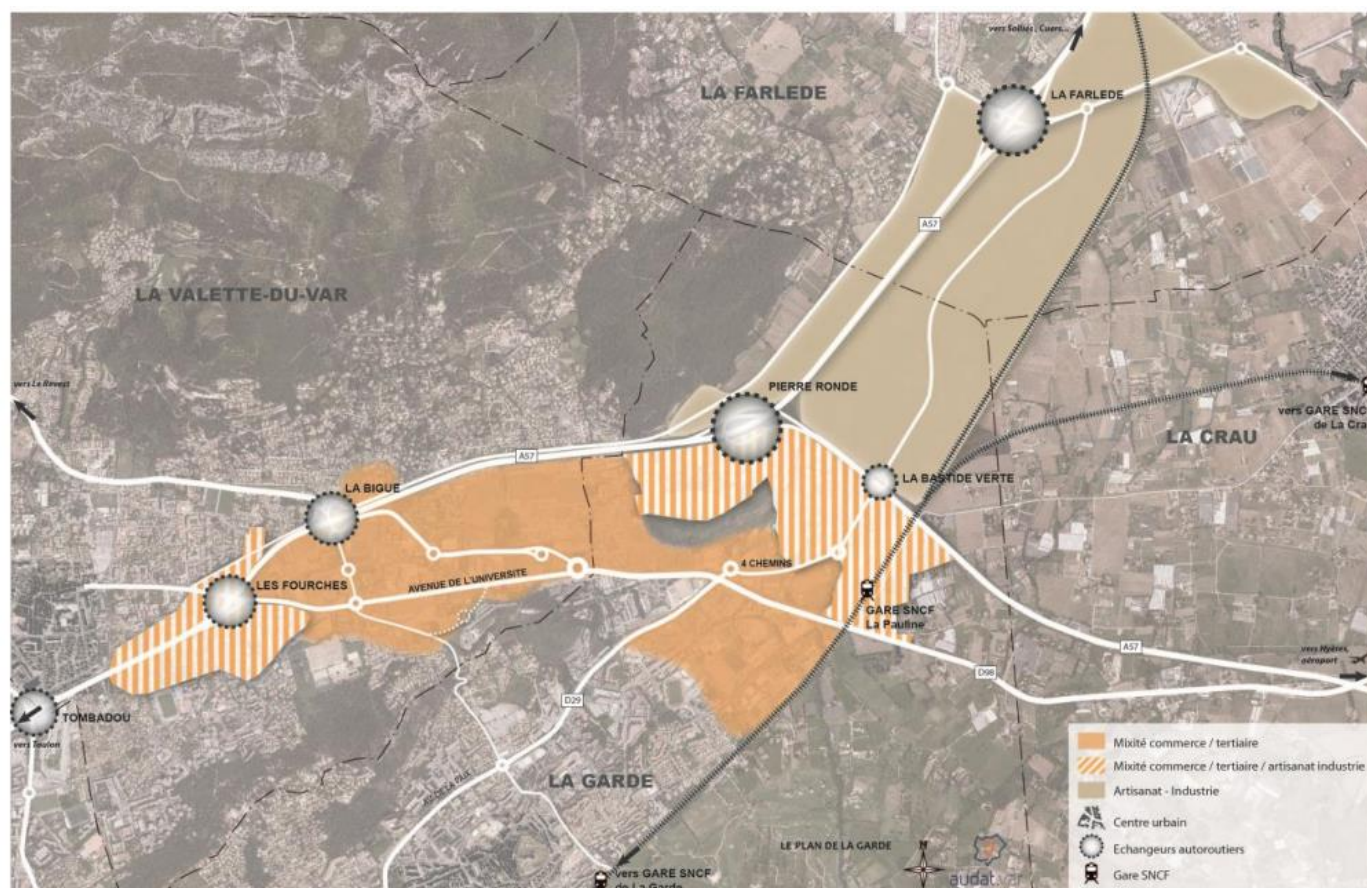 vers Solliès, Cuers...
LA FARLEDE
LA FARLEDE
A57
LA VALETTE-DU-VAR
PIERRE RONDE
vers Le Revest
vers GARE SNC
de La Cra
LA CRAU
A57
LA BIGUE
LA BASTIDE VERTE
LES FOURCHES
AVENUE DE L'UNIVERSITE
4 CHEMINS
GARE SNCF
La Pauline
A57
vers Hyères,
aéroport
D98
D29
TOMBADOU
vers Toulon
LA GARDE
LE PLAN DE LA GARDE
N
audat.var
vers GARE SNCF
de La Garde
Mixité commerce / tertiaire
Mixité commerce / tertiaire / artisanat industrie
Artisanat - Industrie
Centre urbain
Echangeurs autoroutiers
Gare SNCF